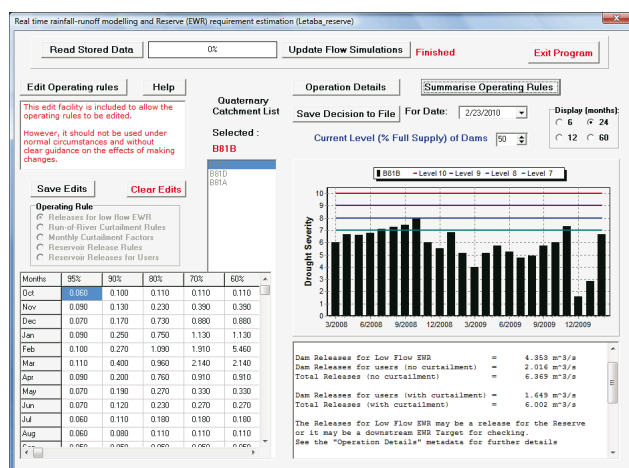 Real time rainfall-runoff modelling and Reserve (EWR) requirement estimation (Letaba_reserve)
Read Stored Data
0%
Update Flow Simulations
Finished
Exit Program
Edit Operating rules
Help
This edit facility is included to allow the
operating rules to be edited.
However, it should not be used under
normal circumstances and without
clear guidance on the effects of making
changes.
Quaternary
Catchment List
Selected :
B81B
B81D
B81A
Save Edits
Clear Edits
Operating Rule
Releases for low flow EWR
Run-of-River Curtailment Rules
Monthly Curtailment Factors
Reservoir Release Rules
Reservoir Releases for Users
Months 95% 90% 80% 70% 60%
Oct 0.060 0.100 0.110 0.110 0.110
Nov 0.090 0.130 0.230 0.390 0.390
Dec 0.070 0.170 0.730 0.880 0.880
Jan 0.090 0.250 0.750 1.130 1.130
Feb 0.100 0.270 1.090 1.910 5.460
Mar 0.110 0.400 0.960 2.140 2.140
Apr 0.090 0.200 0.760 0.910 0.910
May 0.070 0.190 0.270 0.330 0.330
Jun 0.070 0.120 0.230 0.270 0.270
Jul 0.060 0.110 0.180 0.180 0.180
Aug 0.060 0.080 0.110 0.110 0.110
Operation Details
Summarise Operating Rules
Save Decision to File
For Date:
2/23/2010
Display (months):
6 24
12 60
Current Level (% Full Supply) of Dams
50
B81B Level 10 Level 9 Level 8 Level 7
Drought Severity
10
9
8
7
6
5
4
3
2
1
0
3/2008 6/2008 9/2008 12/2008 3/2009 6/2009 9/2009 12/2009
Dam Releases for Low Flow EWR = 4.353 m^3/s
Dam Releases for users (no curtailment) = 2.016 m^3/s
Total Releases (no curtailment) = 6.369 m^3/s
Dam Releases for users (with curtailment) = 1.649 m^3/s
Total Releases (with curtailment) = 6.002 m^3/s
The Releases for Low Flow EWR may be a release for the Reserve
or it may be a downstream EWR Target for checking.
See the "Operation Details" metadata for further details